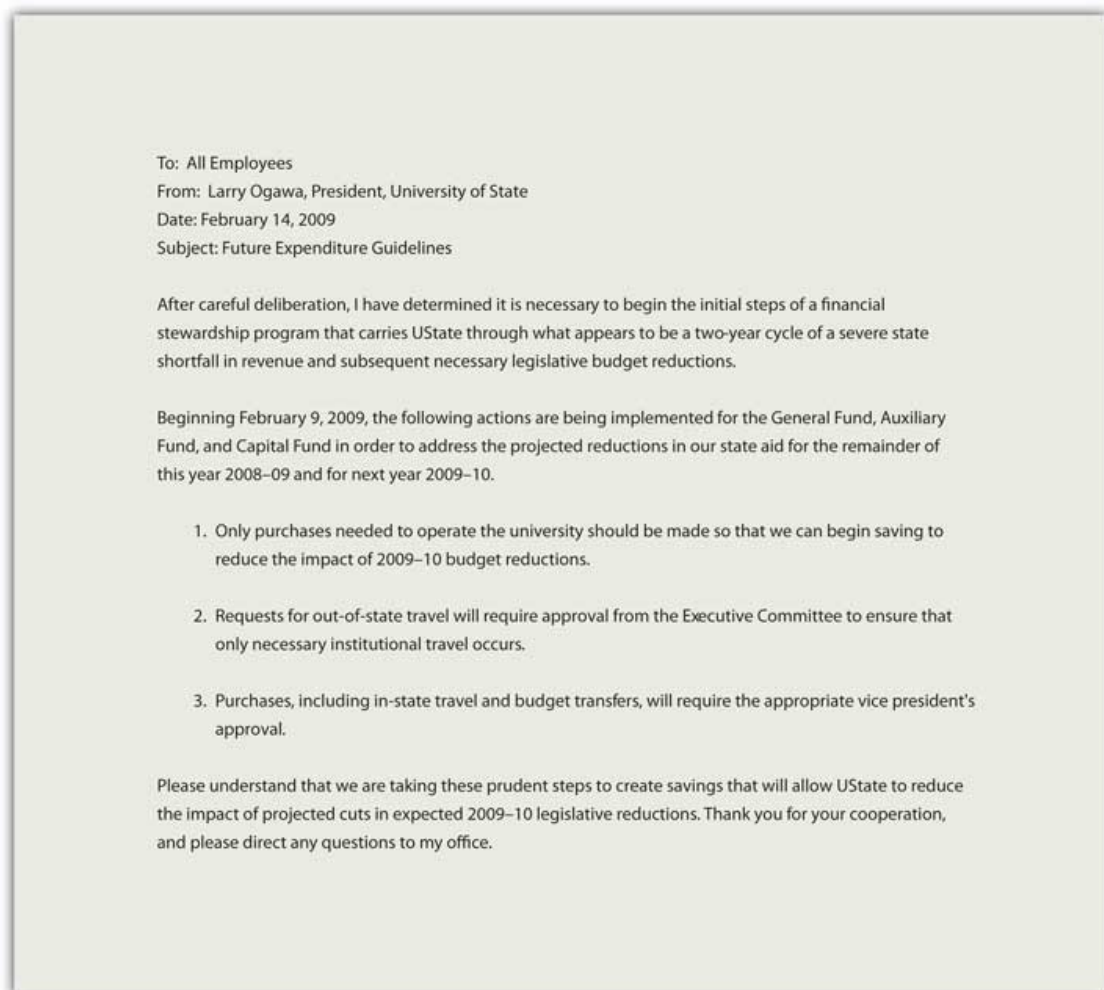 To: All Employees
From: Larry Ogawa, President, University of State
Date: February 14, 2009
Subject: Future Expenditure Guidelines
After careful deliberation, I have determined it is necessary to begin the initial steps of a financial
stewardship program that carries UState through what appears to be a two-year cycle of a severe state
shortfall in revenue and subsequent necessary legislative budget reductions.
Beginning February 9, 2009, the following actions are being implemented for the General Fund, Auxiliary
Fund, and Capital Fund in order to address the projected reductions in our state aid for the remainder of
this year 2008–09 and for next year 2009–10.
1. Only purchases needed to operate the university should be made so that we can begin saving to
reduce the impact of 2009–10 budget reductions.
2. Requests for out-of-state travel will require approval from the Executive Committee to ensure that
only necessary institutional travel occurs.
3. Purchases, including in-state travel and budget transfers, will require the appropriate vice president's
approval.
Please understand that we are taking these prudent steps to create savings that will allow UState to reduce
the impact of projected cuts in expected 2009–10 legislative reductions. Thank you for your cooperation,
and please direct any questions to my office.